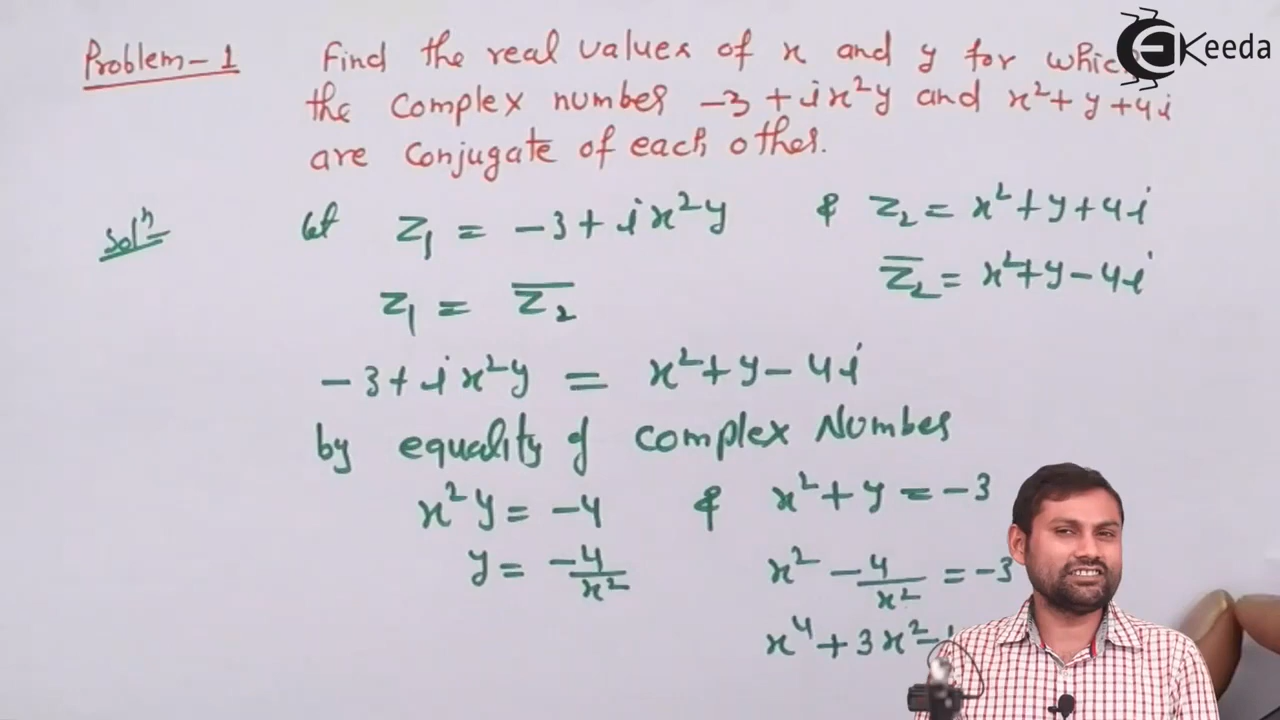 Ekeeda
Problem-1 Find the real values of x and y for which
the complex number -3 + ix²y and x² + y + 4i
are conjugate of each other.
Solⁿ let z₁ = -3 + ix²y & z₂ = x² + y + 4i
z̅₂ = x² + y - 4i
z₁ = z̅₂
-3 + ix²y = x² + y - 4i
by equality of complex Number
x²y = -4 & x² + y = -3
y = -4/x² x² - 4/x² = -3
x⁴ + 3x² -